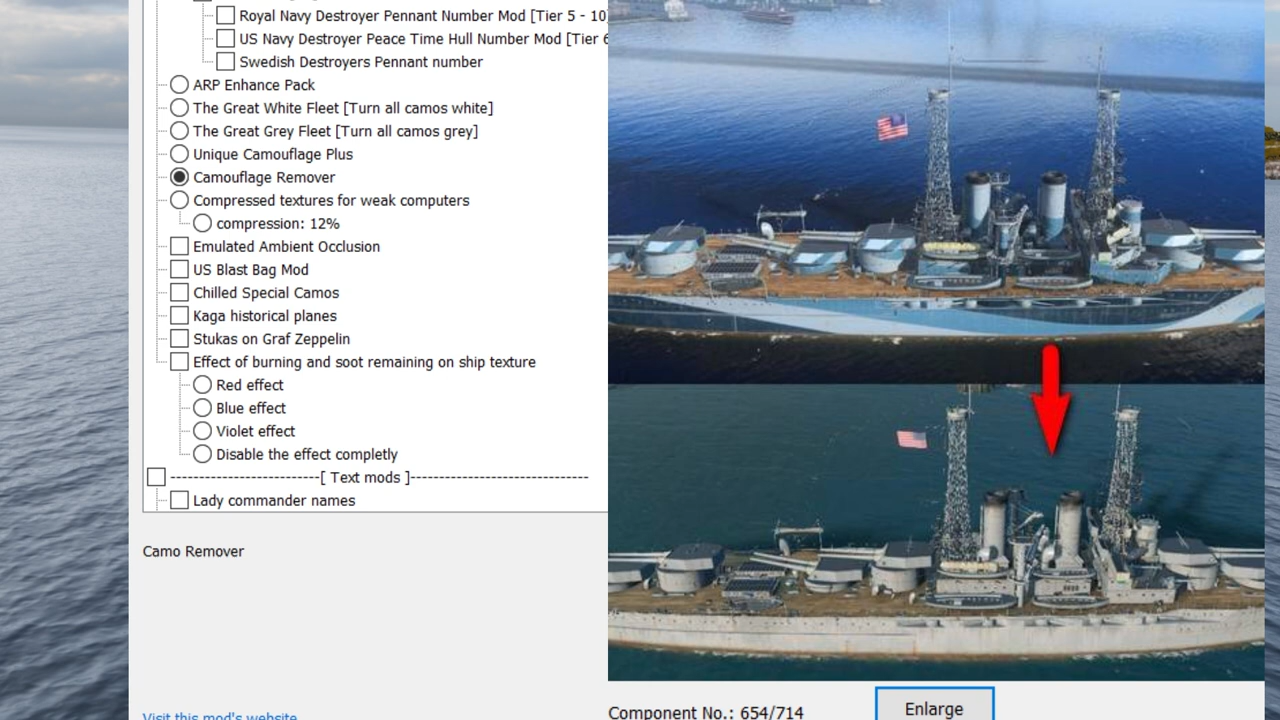 Royal Navy Destroyer Pennant Number Mod [Tier 5 - 10]
US Navy Destroyer Peace Time Hull Number Mod [Tier 6
Swedish Destroyers Pennant number
ARP Enhance Pack
The Great White Fleet [Turn all camos white]
The Great Grey Fleet [Turn all camos grey]
Unique Camouflage Plus
Camouflage Remover
Compressed textures for weak computers
compression: 12%
Emulated Ambient Occlusion
US Blast Bag Mod
Chilled Special Camos
Kaga historical planes
Stukas on Graf Zeppelin
Effect of burning and soot remaining on ship texture
Red effect
Blue effect
Violet effect
Disable the effect completly
--------------------------[ Text mods ]-------------------------------
Lady commander names
Camo Remover
Visit this mod's website
Component No.: 654/714
Enlarge